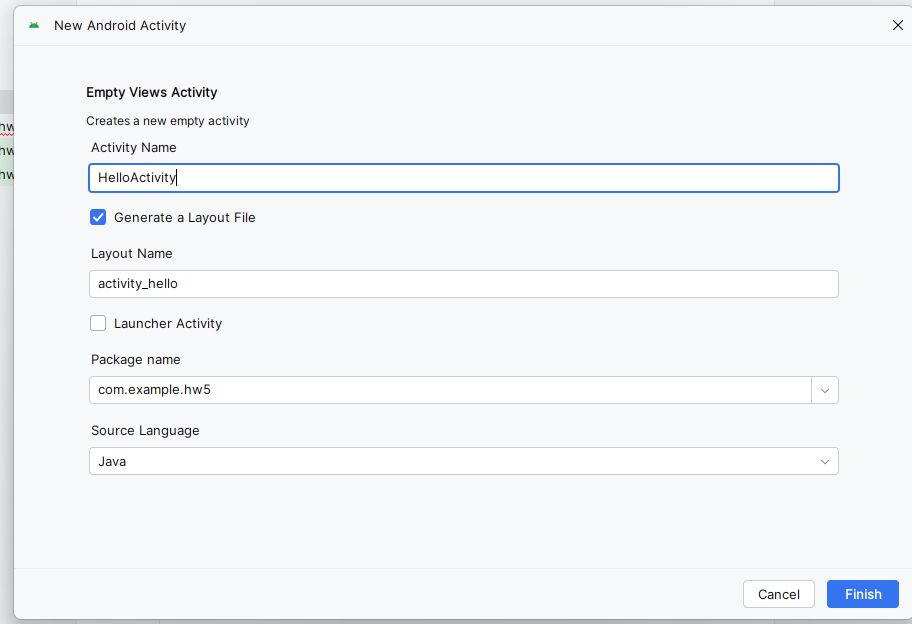 New Android Activity
Empty Views Activity
Creates a new empty activity
Activity Name
HelloActivity
Generate a Layout File
Layout Name
activity_hello
Launcher Activity
Package name
com.example.hw5
Source Language
Java
hw
hw
hw
Cancel
Finish